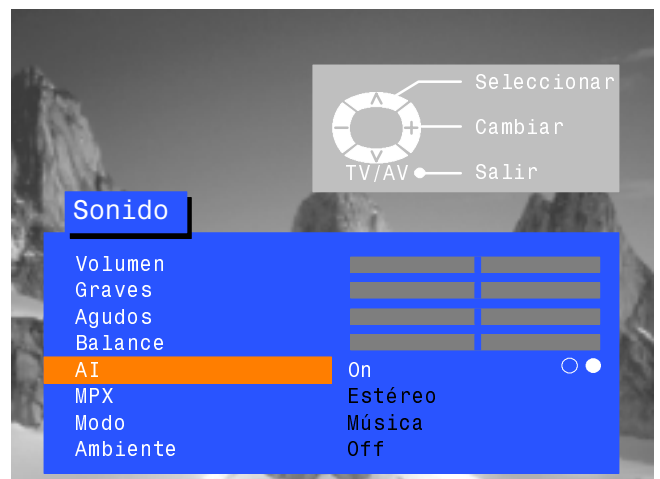 Seleccionar
Cambiar
TV/AV Salir
Sonido
Volumen
Graves
Agudos
Balance
AI On
MPX Estéreo
Modo Música
Ambiente Off